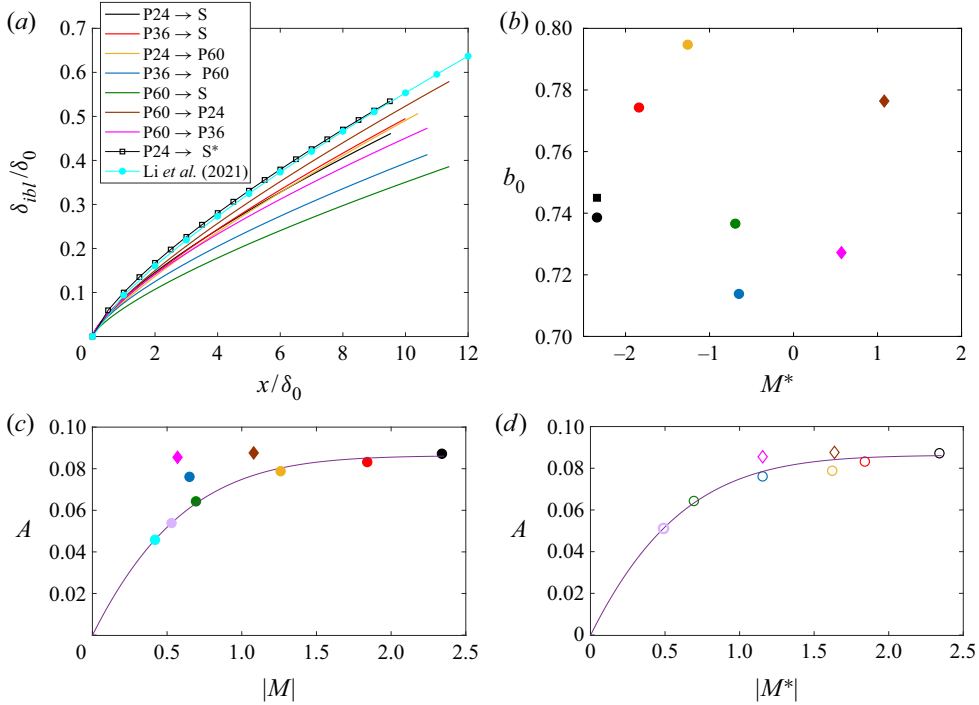 (a)
0.7
0.6
0.5
0.4
0.3
0.2
0.1
0
2
4
6
8
10
12
δibl/δ0
x/δ0
P24 → S
P36 → S
P24 → P60
P36 → P60
P60 → S
P60 → P24
P60 → P36
P24 → S*
Li et al. (2021)
(b)
0.80
0.78
0.76
0.74
0.72
0.70
b0
−2
−1
0
1
2
M*
(c)
0.10
0.08
0.06
0.04
0.02
A
0
0.5
1.0
1.5
2.0
2.5
|M|
(d)
0.10
0.08
0.06
0.04
0.02
0
A
0
0.5
1.0
1.5
2.0
2.5
|M*|